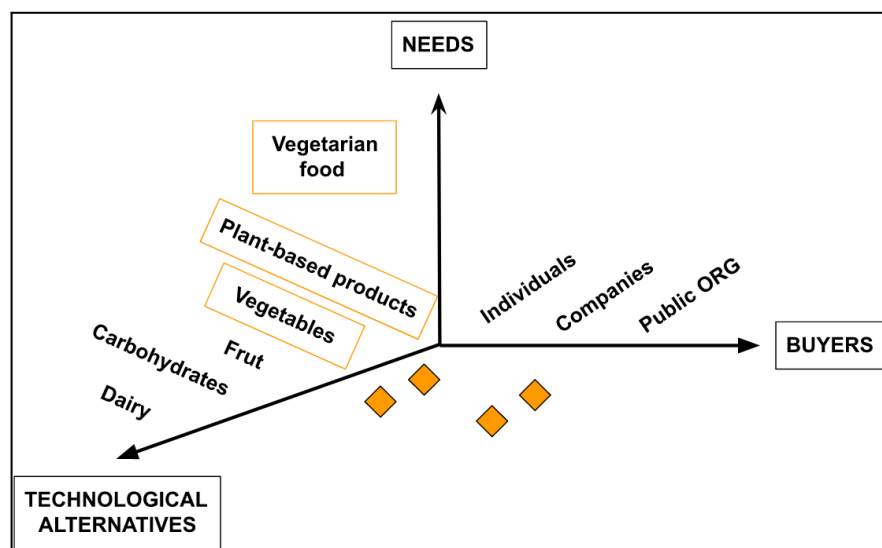 NEEDS
Vegetarian
food
Plant-based products
Vegetables
Frut
Carbohydrates
Dairy
Individuals
Companies
Public ORG
BUYERS
TECHNOLOGICAL
ALTERNATIVES